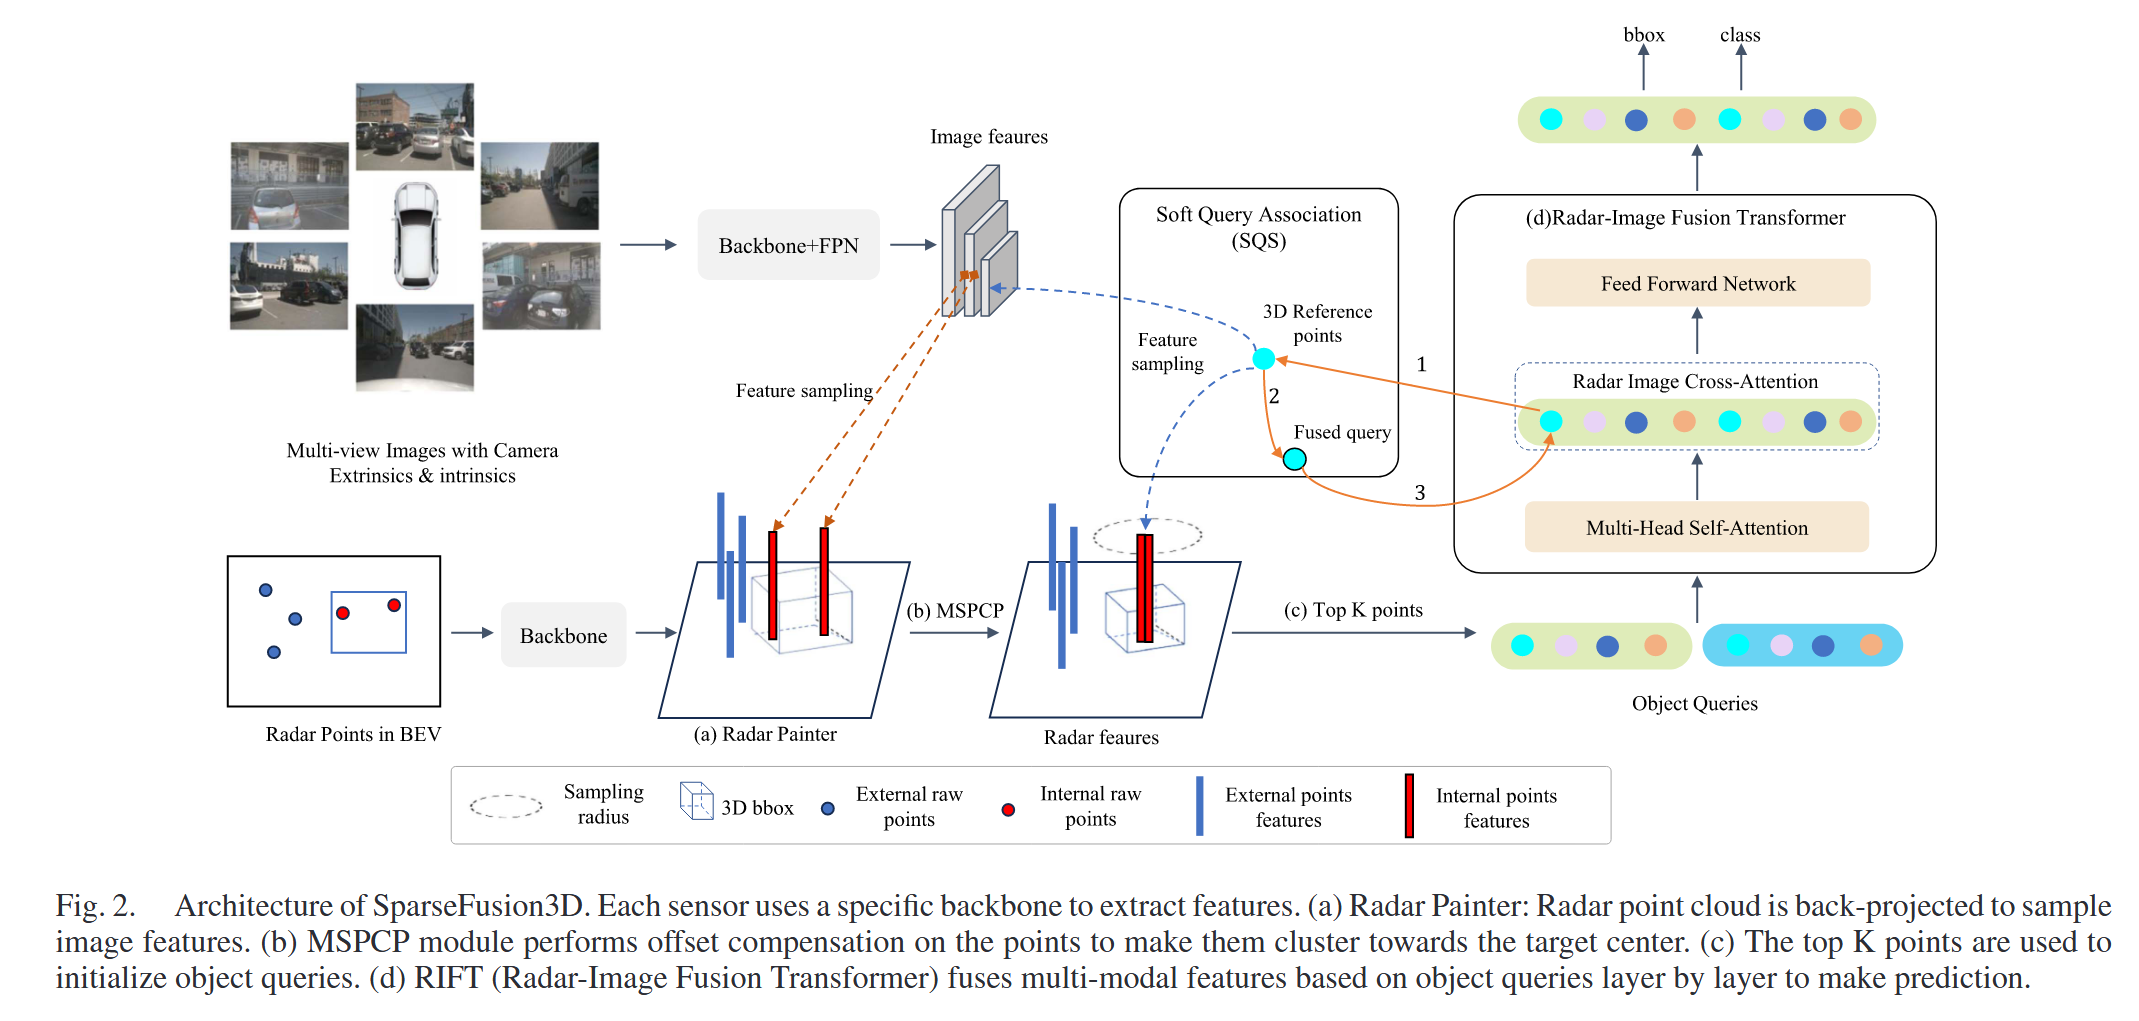 bbox
class
Image feaures
Soft Query Association
(SQS)
(d)Radar-Image Fusion Transformer
Backbone+FPN
Feed Forward Network
3D Reference
points
Feature
sampling
1
Radar Image Cross-Attention
Feature sampling
2
Fused query
Multi-view Images with Camera
Extrinsics & intrinsics
3
Multi-Head Self-Attention
(b) MSPCP
(c) Top K points
Backbone
Object Queries
Radar Points in BEV
(a) Radar Painter
Radar feaures
Sampling
radius
3D bbox
External raw
points
Internal raw
points
External points
features
Internal points
features
Fig. 2. Architecture of SparseFusion3D. Each sensor uses a specific backbone to extract features. (a) Radar Painter: Radar point cloud is back-projected to sample
image features. (b) MSPCP module performs offset compensation on the points to make them cluster towards the target center. (c) The top K points are used to
initialize object queries. (d) RIFT (Radar-Image Fusion Transformer) fuses multi-modal features based on object queries layer by layer to make prediction.